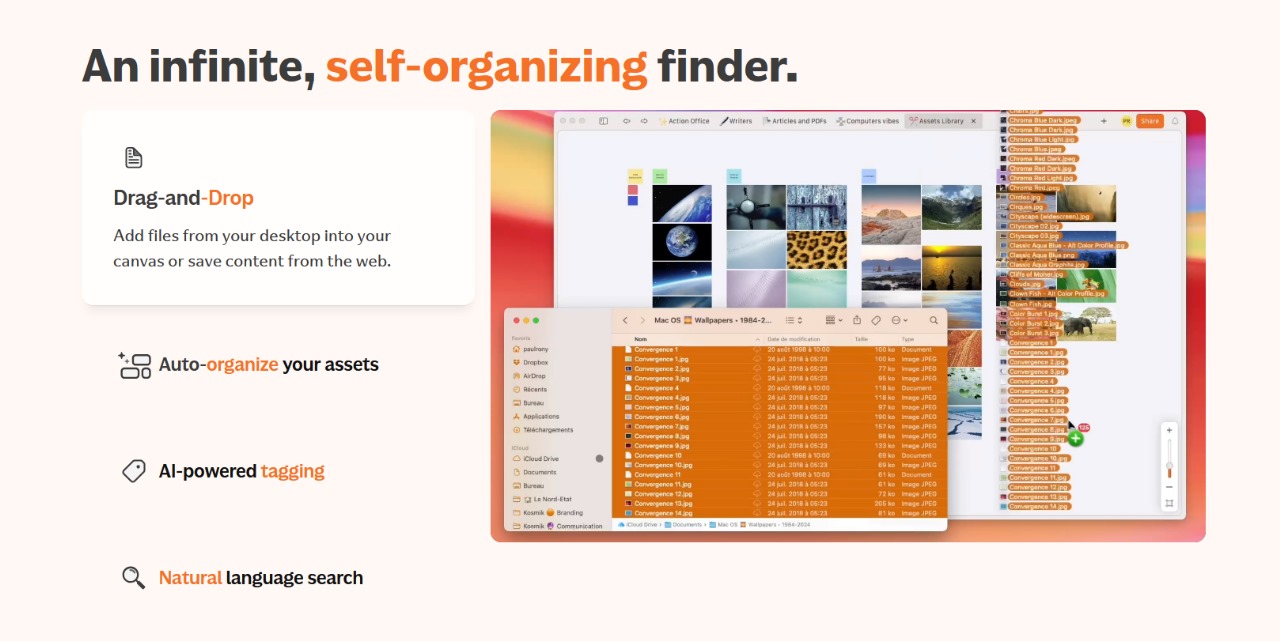 An infinite, self-organizing finder.
Drag-and-Drop
Add files from your desktop into your
canvas or save content from the web.
Auto-organize your assets
AI-powered tagging
Natural language search
Action Office
Writers
Articles and PDFs
Computers vibes
Assets Library
PR
Share
Chrome Blue Dark.jpeg
Chrome Blue Dark.jpg
Chrome Blue Light.jpg
Chrome Blue.jpeg
Chrome Red Dark.jpeg
Chrome Red Dark.jpg
Chrome Red Light.jpg
Chrome Red.jpeg
Circles.jpg
Cirques.jpg
Cityscape (widescreen).jpg
Cityscape 02.jpg
Cityscape 03.jpg
Classic Aqua Blue - Alt Color Profile.jpg
Classic Aqua Blue.png
Classic Aqua Graphite.jpg
Cliffs of Moher.jpg
Clouds.jpg
Clown Fish - Alt Color Profile.jpg
Clown Fish.jpg
Color Burst 1.jpg
Color Burst 2.jpg
Color Burst 3.jpg
Convergence 1
Convergence 1.jpg
Convergence 2.jpg
Convergence 3.jpg
Convergence 4
Convergence 4.jpg
Convergence 5.jpg
Convergence 6.jpg
Convergence 7.jpg
Convergence 8.jpg
Convergence 9.jpg
Convergence 10
Convergence 10.jpg
Convergence 11
Convergence 11.jpg
Convergence 12.jpg
Convergence 13.jpg
Convergence 14.jpg
125
Mac OS Wallpapers • 1984-2...
Favoris
paulrony
Dropbox
AirDrop
Récents
Bureau
Applications
Téléchargements
iCloud
iCloud Drive
Documents
Bureau
Le Nord-Etat
Kosmik Branding
Kosmik Communication
Nom Date de modification Taille Type
Convergence 1 20 août 1998 à 10:00 160 ko Document
Convergence 1.jpg 24 juil. 2018 à 05:23 160 ko Image JPEG
Convergence 2.jpg 24 juil. 2018 à 05:23 77 ko Image JPEG
Convergence 3.jpg 24 juil. 2018 à 05:23 95 ko Image JPEG
Convergence 4 20 août 1998 à 10:00 118 ko Document
Convergence 4.jpg 24 juil. 2018 à 05:23 118 ko Image JPEG
Convergence 5.jpg 24 juil. 2018 à 05:23 97 ko Image JPEG
Convergence 6.jpg 24 juil. 2018 à 05:23 190 ko Image JPEG
Convergence 7.jpg 24 juil. 2018 à 05:23 Image JPEG
Convergence 8.jpg 24 juil. 2018 à 05:23 98 ko Image JPEG
Convergence 9.jpg 24 juil. 2018 à 05:23 133 ko Image JPEG
Convergence 10 20 août 1998 à 10:00 69 ko Document
Convergence 10.jpg 24 juil. 2018 à 05:23 69 ko Image JPEG
Convergence 11 20 août 1998 à 10:00 61 ko Document
Convergence 11.jpg 24 juil. 2018 à 05:23 61 ko Image JPEG
Convergence 12.jpg 24 juil. 2018 à 05:23 72 ko Image JPEG
Convergence 13.jpg 24 juil. 2018 à 05:23 265 ko Image JPEG
Convergence 14.jpg 24 juil. 2018 à 05:23 81 ko Image JPEG
iCloud Drive › Documents › Mac OS Wallpapers • 1984-2024